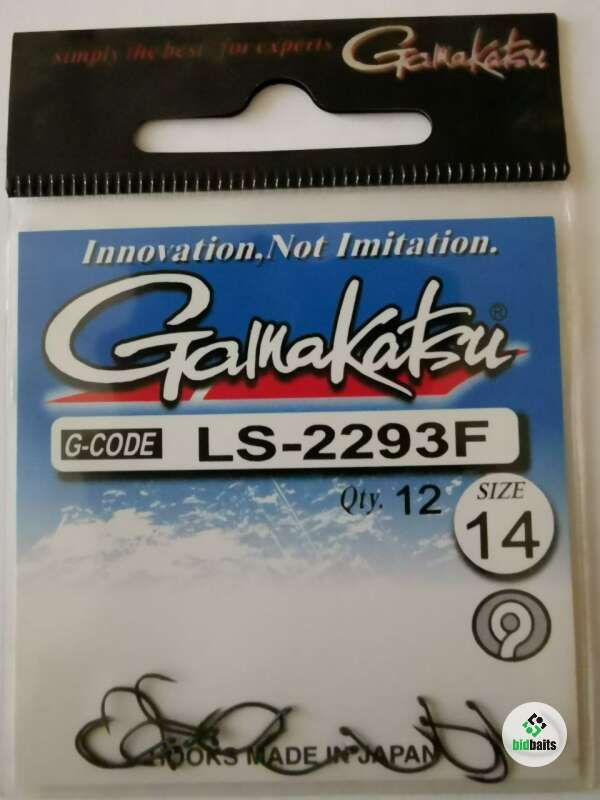 simply the best for experts Gamakatsu
Innovation, Not Imitation.
Gamakatsu®
G-CODE LS-2293F
Qty. 12
SIZE
14
HOOKS MADE IN JAPAN
bidbaits